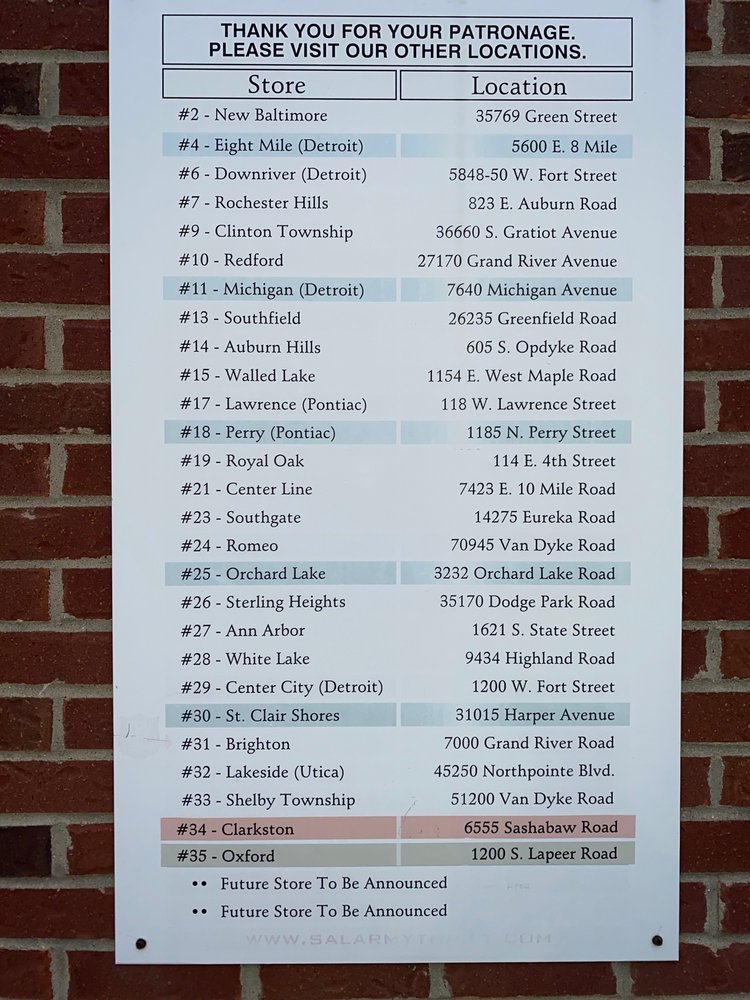 THANK YOU FOR YOUR PATRONAGE.
PLEASE VISIT OUR OTHER LOCATIONS.
Store Location
#2 - New Baltimore 35769 Green Street
#4 - Eight Mile (Detroit) 5600 E. 8 Mile
#6 - Downriver (Detroit) 5848-50 W. Fort Street
#7 - Rochester Hills 823 E. Auburn Road
#9 - Clinton Township 36660 S. Gratiot Avenue
#10 - Redford 27170 Grand River Avenue
#11 - Michigan (Detroit) 7640 Michigan Avenue
#13 - Southfield 26235 Greenfield Road
#14 - Auburn Hills 605 S. Opdyke Road
#15 - Walled Lake 1154 E. West Maple Road
#17 - Lawrence (Pontiac) 118 W. Lawrence Street
#18 - Perry (Pontiac) 1185 N. Perry Street
#19 - Royal Oak 114 E. 4th Street
#21 - Center Line 7423 E. 10 Mile Road
#23 - Southgate 14275 Eureka Road
#24 - Romeo 70945 Van Dyke Road
#25 - Orchard Lake 3232 Orchard Lake Road
#26 - Sterling Heights 35170 Dodge Park Road
#27 - Ann Arbor 1621 S. State Street
#28 - White Lake 9434 Highland Road
#29 - Center City (Detroit) 1200 W. Fort Street
#30 - St. Clair Shores 31015 Harper Avenue
#31 - Brighton 7000 Grand River Road
#32 - Lakeside (Utica) 45250 Northpointe Blvd.
#33 - Shelby Township 51200 Van Dyke Road
#34 - Clarkston 6555 Sashabaw Road
#35 - Oxford 1200 S. Lapeer Road
•• Future Store To Be Announced
•• Future Store To Be Announced